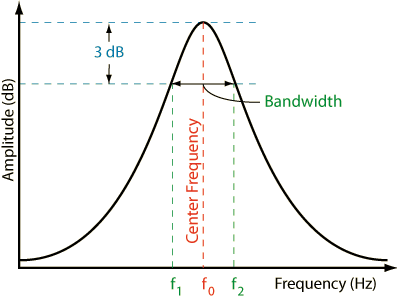 3 dB
Bandwidth
Amplitude (dB)
Center Frequency
f1 f0 f2 Frequency (Hz)